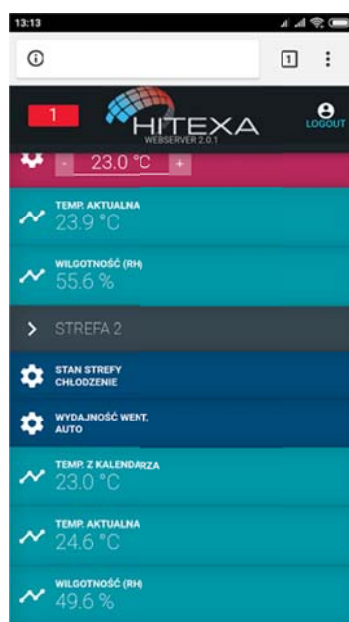 13:13
1
1
HITEXA
WEBSERVER 2.0.1
LOGOUT
- 23.0 °C +
TEMP. AKTUALNA
23.9 °C
WILGOTNOŚĆ (RH)
55.6 %
STREFA 2
STAN STREFY
CHŁODZENIE
WYDAJNOŚĆ WENT.
AUTO
TEMP. Z KALENDARZA
23.0 °C
TEMP. AKTUALNA
24.6 °C
WILGOTNOŚĆ (RH)
49.6 %